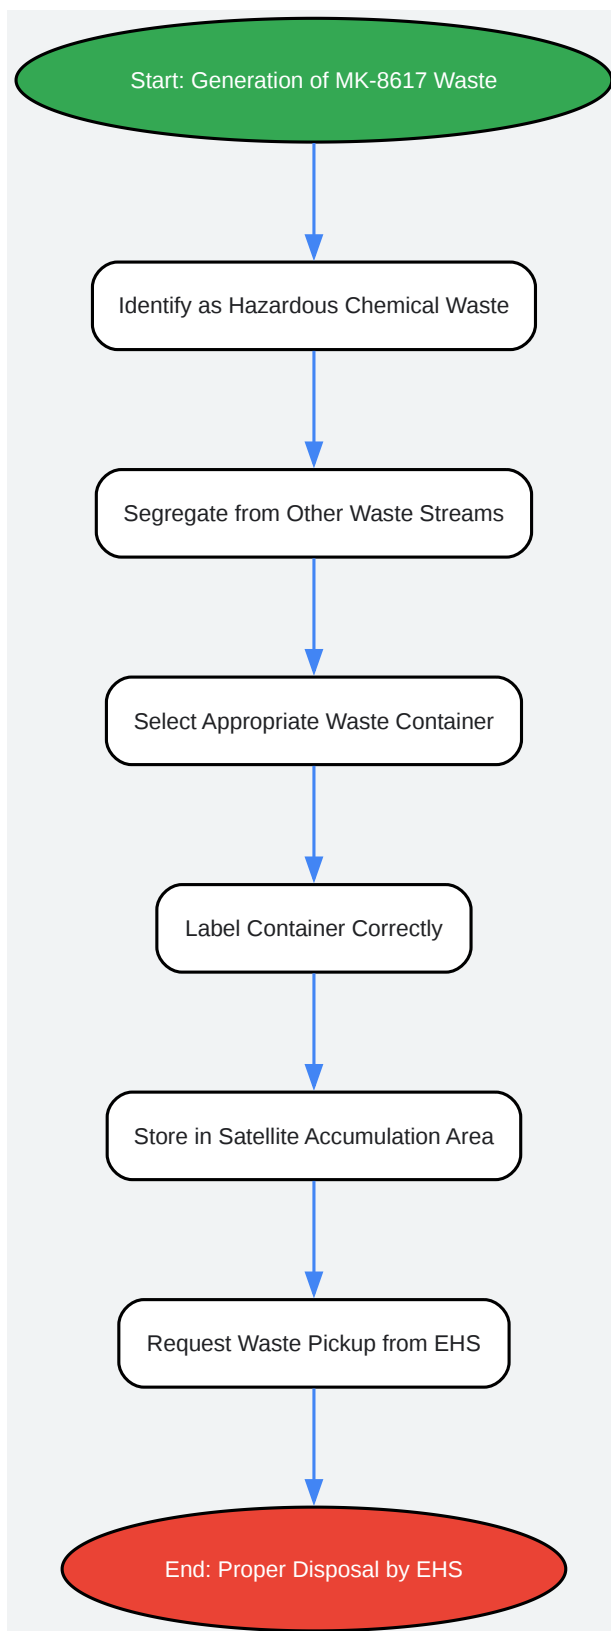 Start: Generation of MK-8617 Waste
Identify as Hazardous Chemical Waste
Segregate from Other Waste Streams
Select Appropriate Waste Container
Label Container Correctly
Store in Satellite Accumulation Area
Request Waste Pickup from EHS
End: Proper Disposal by EHS